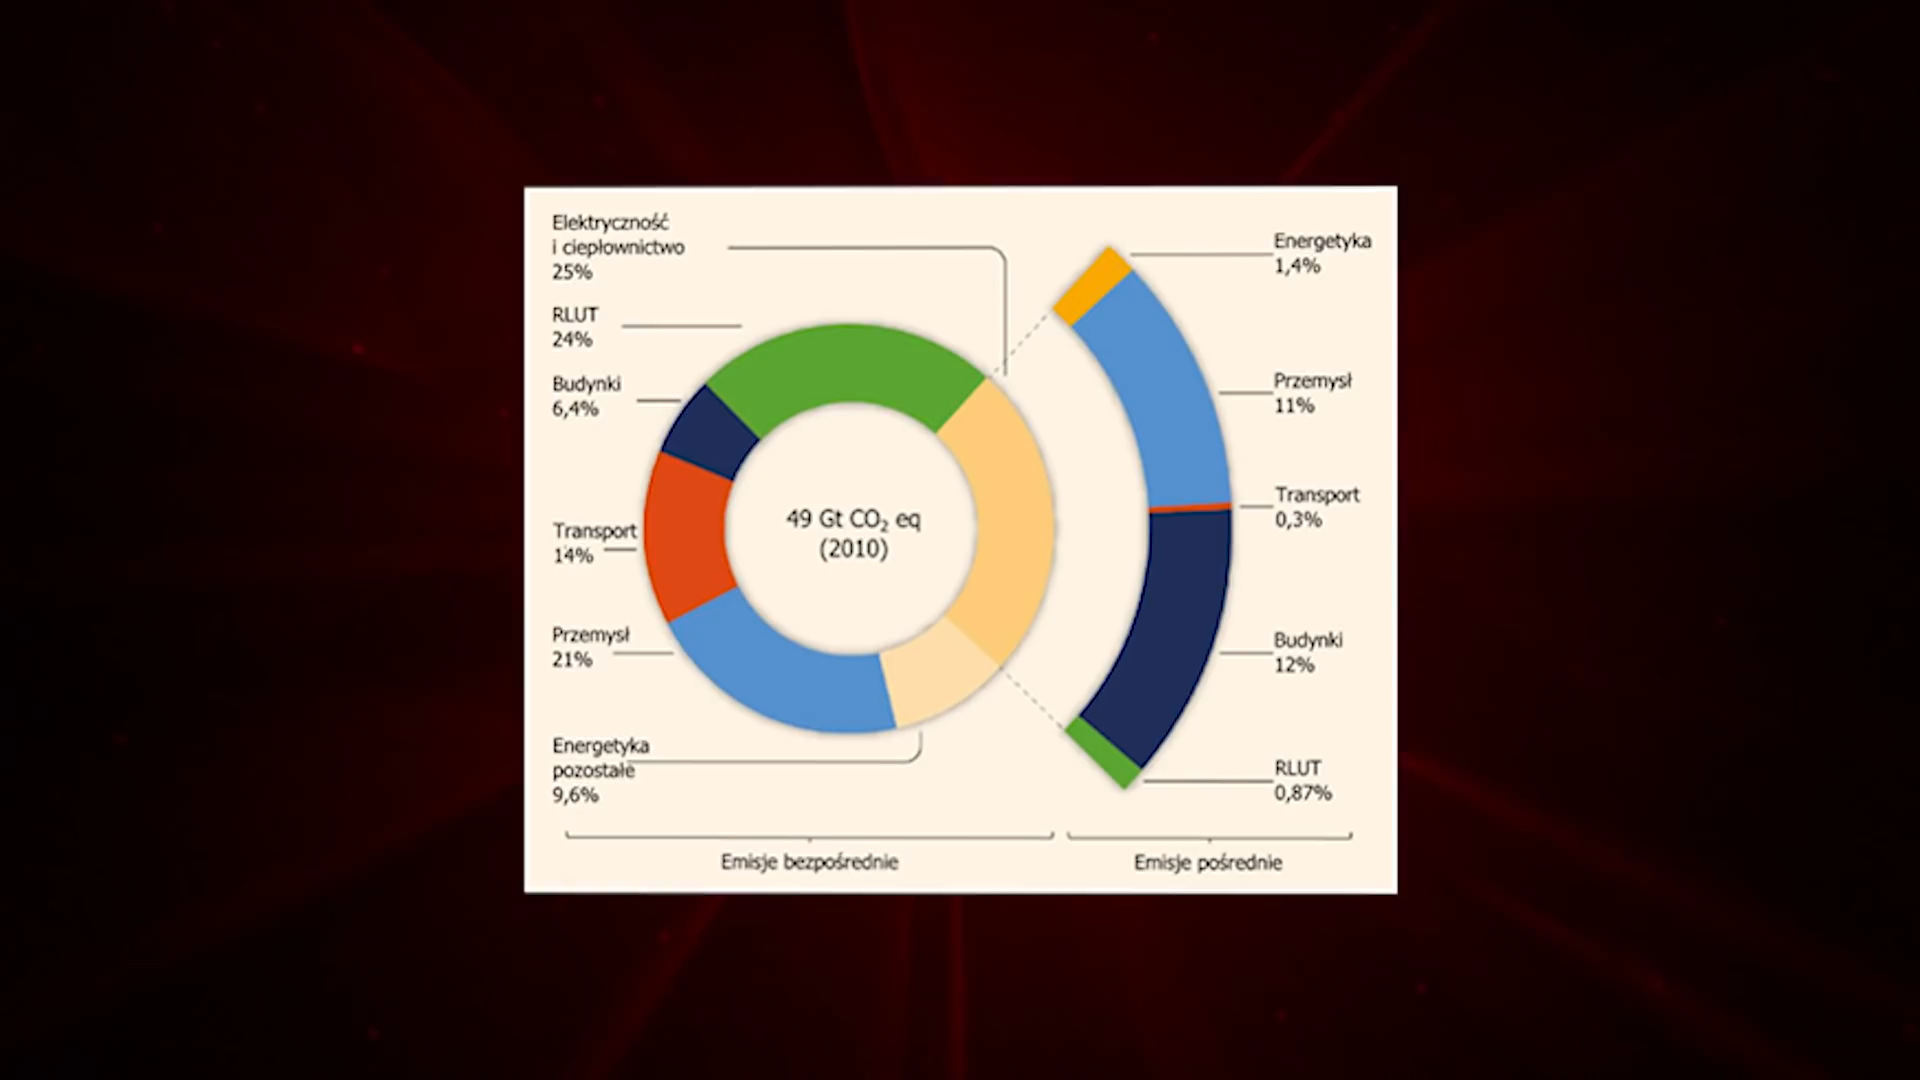 Elektryczność
i ciepłownictwo
25%
RLUT
24%
Budynki
6,4%
Transport
14%
Przemysł
21%
Energetyka
pozostałe
9,6%
49 Gt CO₂ eq
(2010)
Energetyka
1,4%
Przemysł
11%
Transport
0,3%
Budynki
12%
RLUT
0,87%
Emisje bezpośrednie
Emisje pośrednie